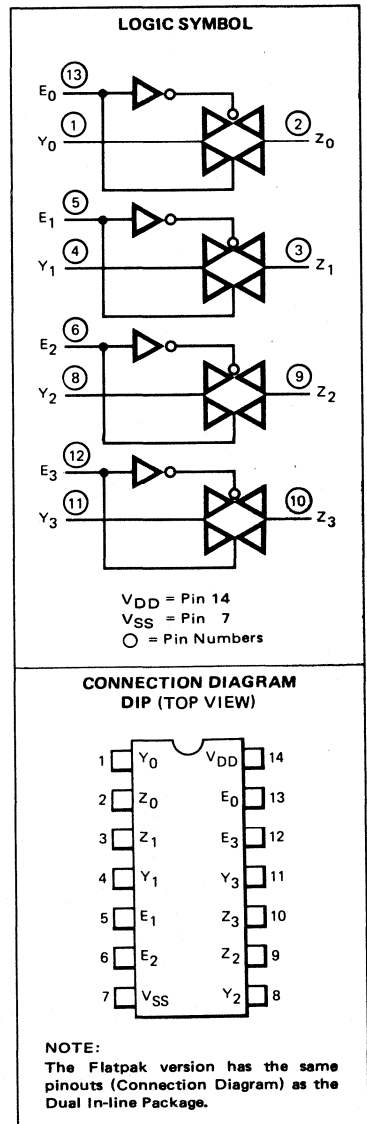 LOGIC SYMBOL
E0 13
Y0 1 2 Z0
E1 5
Y1 4 3 Z1
E2 6
Y2 8 9 Z2
E3 12
Y3 11 10 Z3
VDD = Pin 14
VSS = Pin 7
O = Pin Numbers
CONNECTION DIAGRAM
DIP (TOP VIEW)
1 Y0 VDD 14
2 Z0 E0 13
3 Z1 E3 12
4 Y1 Y3 11
5 E1 Z3 10
6 E2 Z2 9
7 VSS Y2 8
NOTE:
The Flatpak version has the same
pinouts (Connection Diagram) as the
Dual In-line Package.